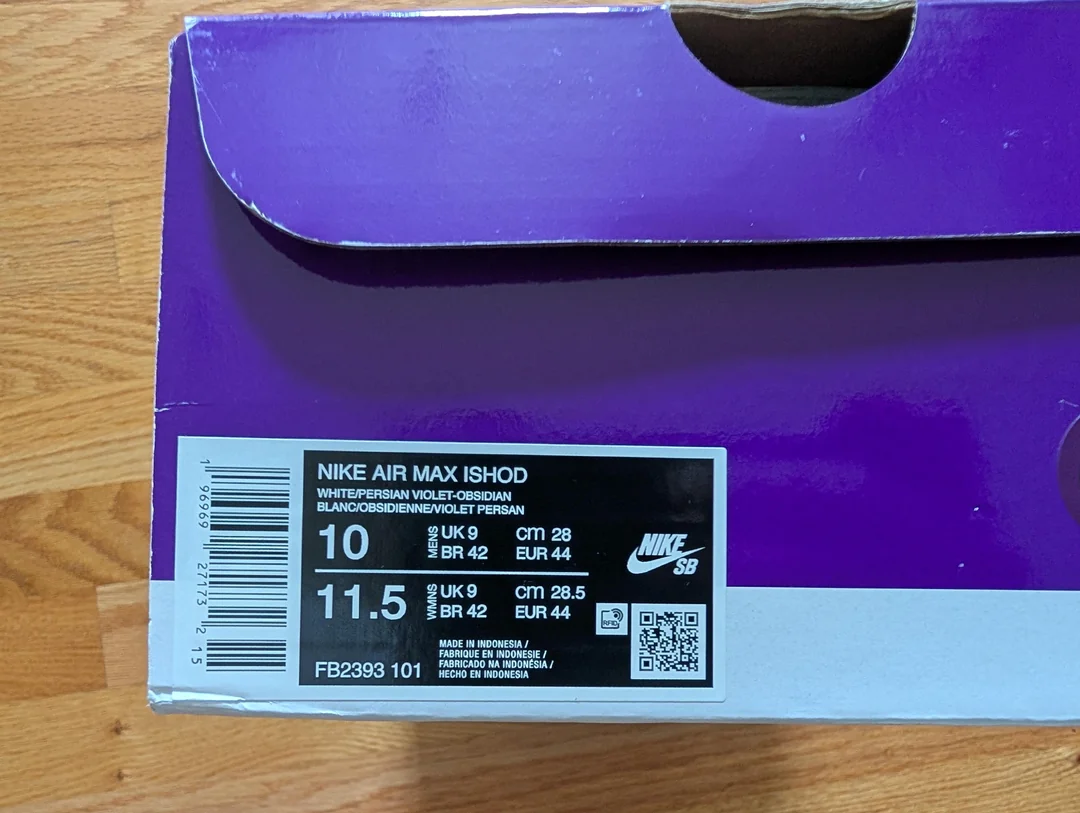 NIKE AIR MAX ISHOD
WHITE/PERSIAN VIOLET-OBSIDIAN
BLANC/OBSIDIENNE/VIOLET PERSAN
10 MENS UK 9 cm 28
BR 42 EUR 44
11.5 WMNS UK 9 cm 28.5
BR 42 EUR 44
NIKE
SB
RFID
MADE IN INDONESIA /
FABRIQUE EN INDONESIE /
FABRICADO NA INDONÉSIA /
HECHO EN INDONESIA
FB2393 101
1 96969 27173 2 15